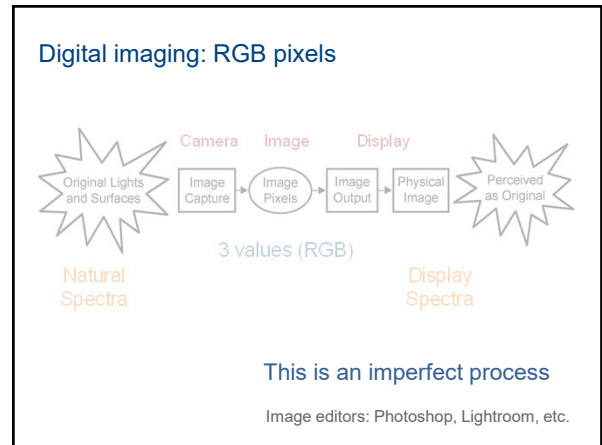 Digital imaging: RGB pixels
Camera Image Display
Original Lights
and Surfaces
Image
Capture
Image
Pixels
Image
Output
Physical
Image
Perceived
as Original
3 values (RGB)
Natural
Spectra
Display
Spectra
This is an imperfect process
Image editors: Photoshop, Lightroom, etc.